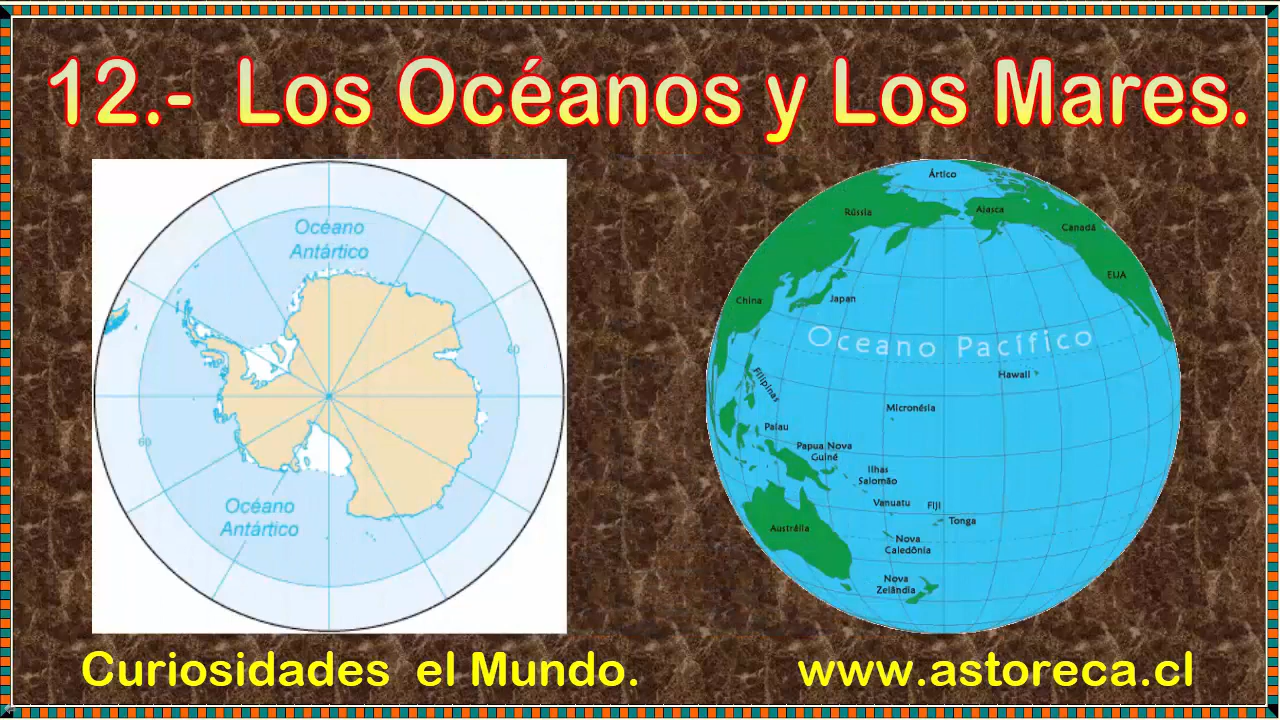 12.- Los Océanos y Los Mares.
Océano
Antártico
60
60
Océano
Antártico
Ártico
Rússia
Alasca
Canadá
EUA
China
Japan
Oceano Pacífico
Hawaii
Filipinas
Micronésia
Palau
Papua Nova
Guiné
Ilhas
Salomão
Vanuatu
Fiji
Tonga
Austrália
Nova
Caledônia
Nova
Zelândia
Curiosidades el Mundo.
www.astoreca.cl